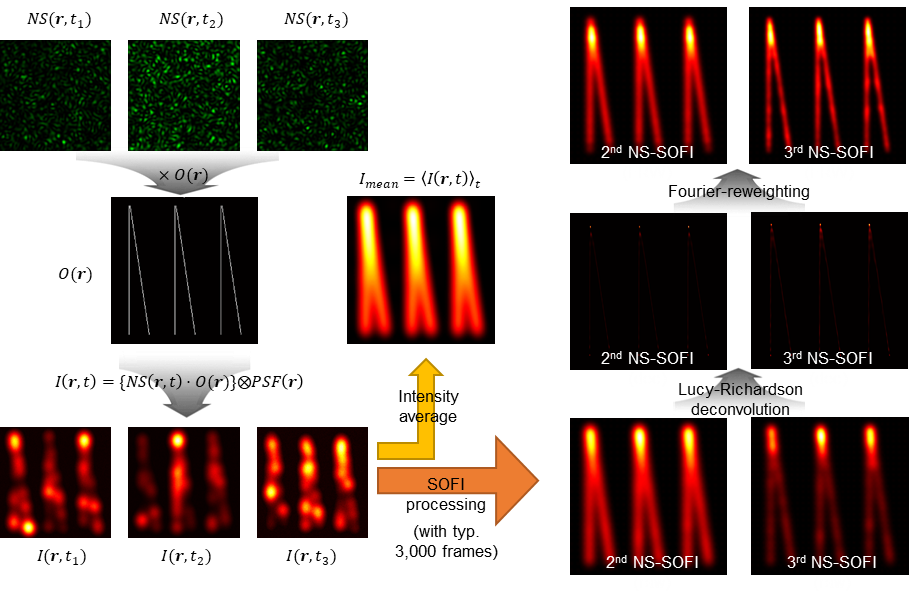 NS(r, t₁)
NS(r, t₂)
NS(r, t₃)
× O(r)
O(r)
I(r, t) = {NS(r, t) · O(r)}⊗PSF(r)
I(r, t₁)
I(r, t₂)
I(r, t₃)
I_mean = ⟨I(r, t)⟩_t
Intensity
average
SOFI
processing
(with typ.
3,000 frames)
2nd NS-SOFI
3rd NS-SOFI
Fourier-reweighting
2nd NS-SOFI
3rd NS-SOFI
Lucy-Richardson
deconvolution
2nd NS-SOFI
3rd NS-SOFI